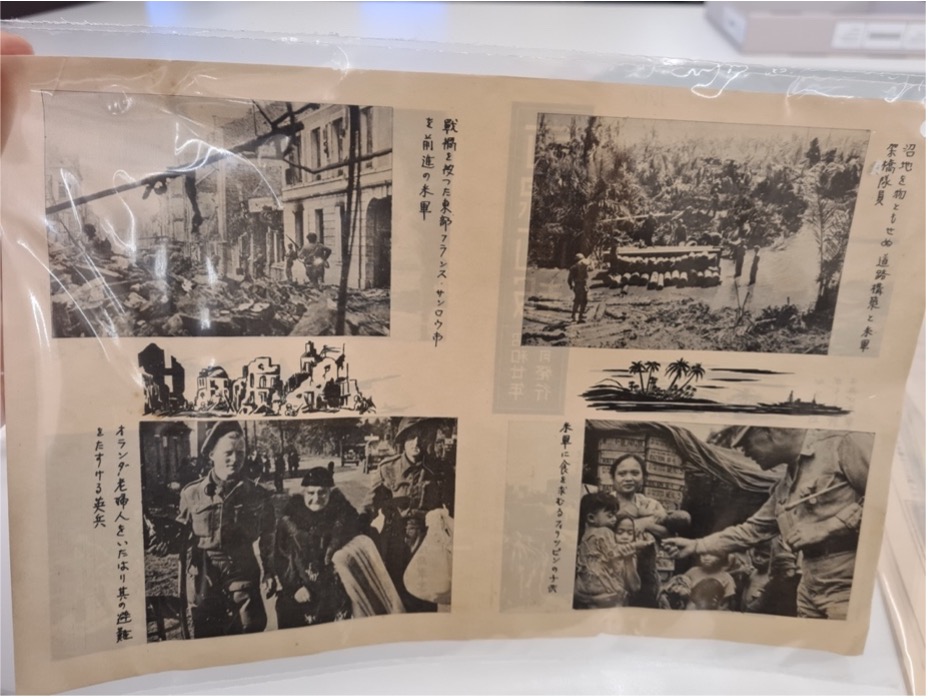 沼地を物ともせぬ道路構築と米軍
架橋隊員
戦禍を被った東部フランス・サンロウ市
を前進の米軍
米軍に食を求むるフィリッピンの子供
オランダ老婦人をいたはり其の避難
をたすける英兵